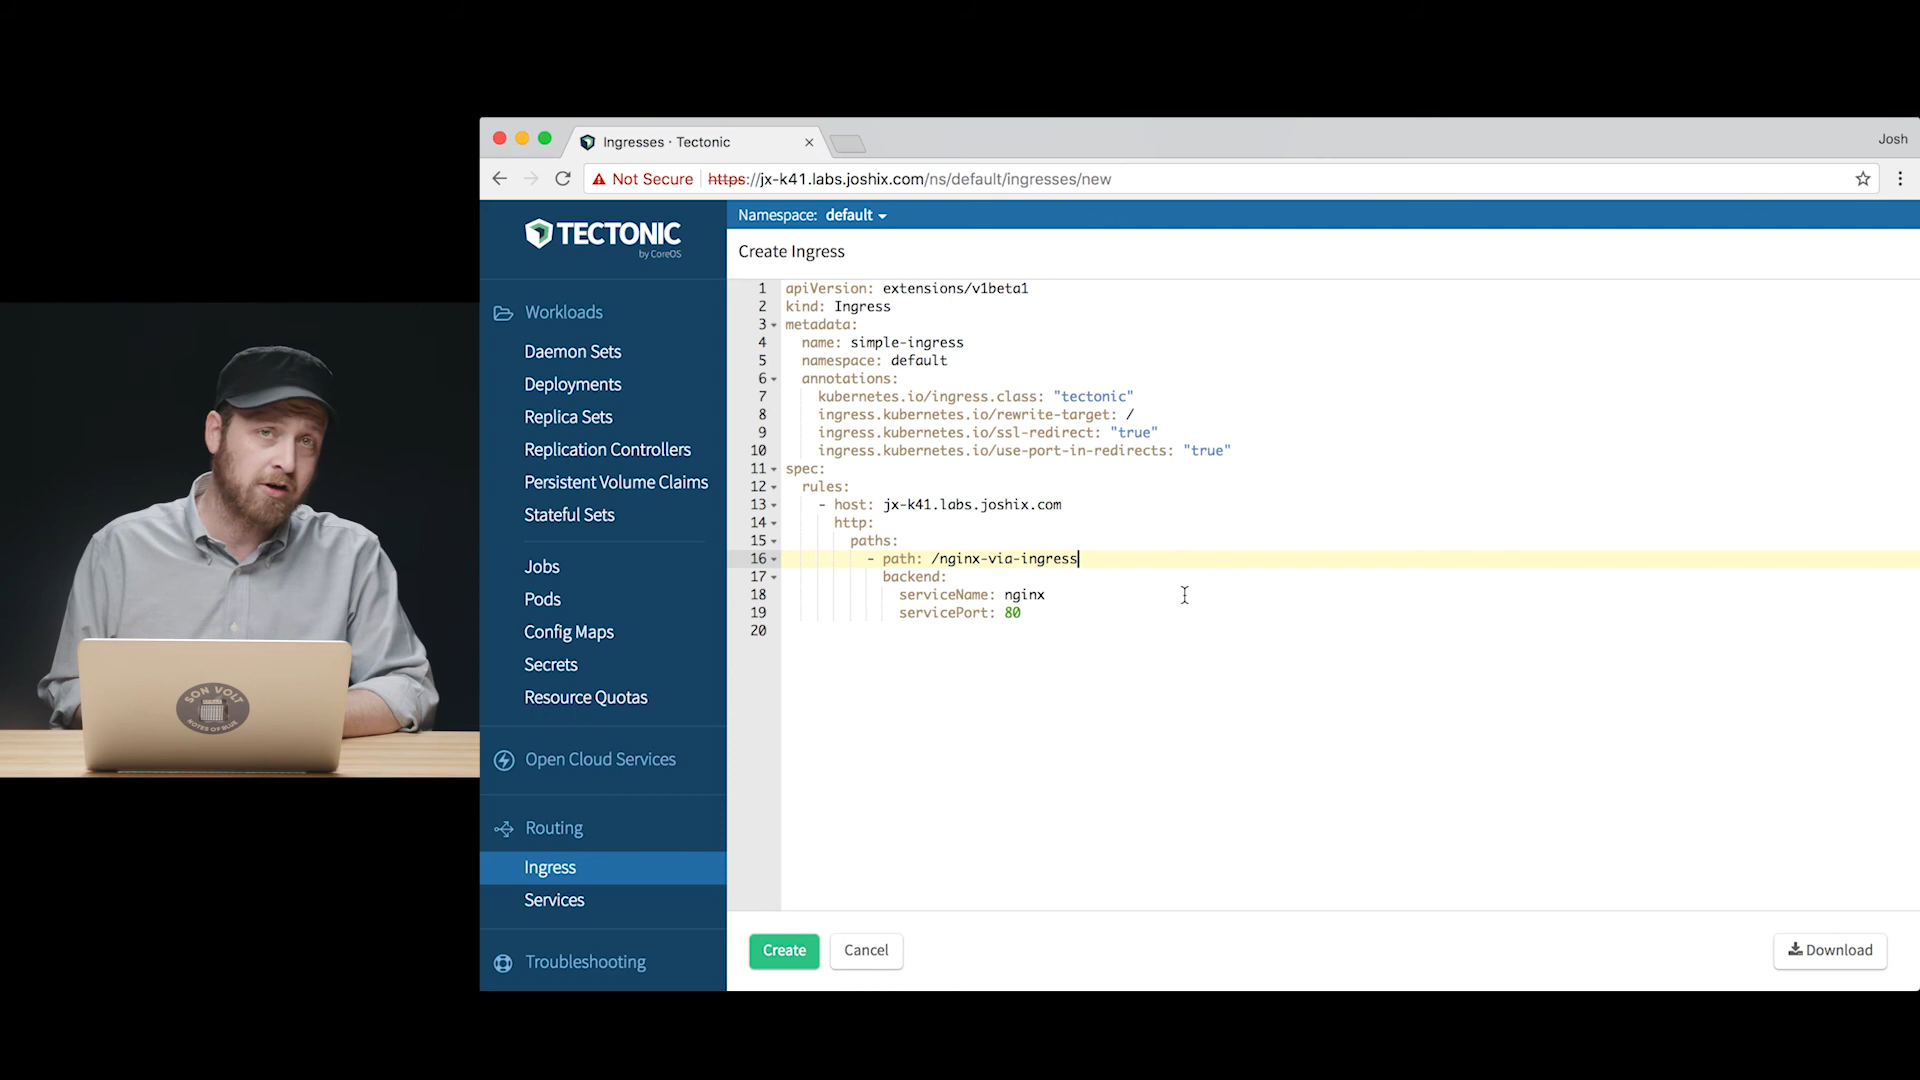 Ingresses · Tectonic
Josh
Not Secure https://jx-k41.labs.joshix.com/ns/default/ingresses/new
TECTONIC
by CoreOS
Namespace: default
Create Ingress
Workloads
Daemon Sets
Deployments
Replica Sets
Replication Controllers
Persistent Volume Claims
Stateful Sets
Jobs
Pods
Config Maps
Secrets
Resource Quotas
Open Cloud Services
Routing
Ingress
Services
Troubleshooting
1 apiVersion: extensions/v1beta1
2 kind: Ingress
3 metadata:
4 name: simple-ingress
5 namespace: default
6 annotations:
7 kubernetes.io/ingress.class: "tectonic"
8 ingress.kubernetes.io/rewrite-target: /
9 ingress.kubernetes.io/ssl-redirect: "true"
10 ingress.kubernetes.io/use-port-in-redirects: "true"
11 spec:
12 rules:
13 - host: jx-k41.labs.joshix.com
14 http:
15 paths:
16 - path: /nginx-via-ingress
17 backend:
18 serviceName: nginx
19 servicePort: 80
20
Create
Cancel
Download
SON VOLT
NOTES OF BLUE